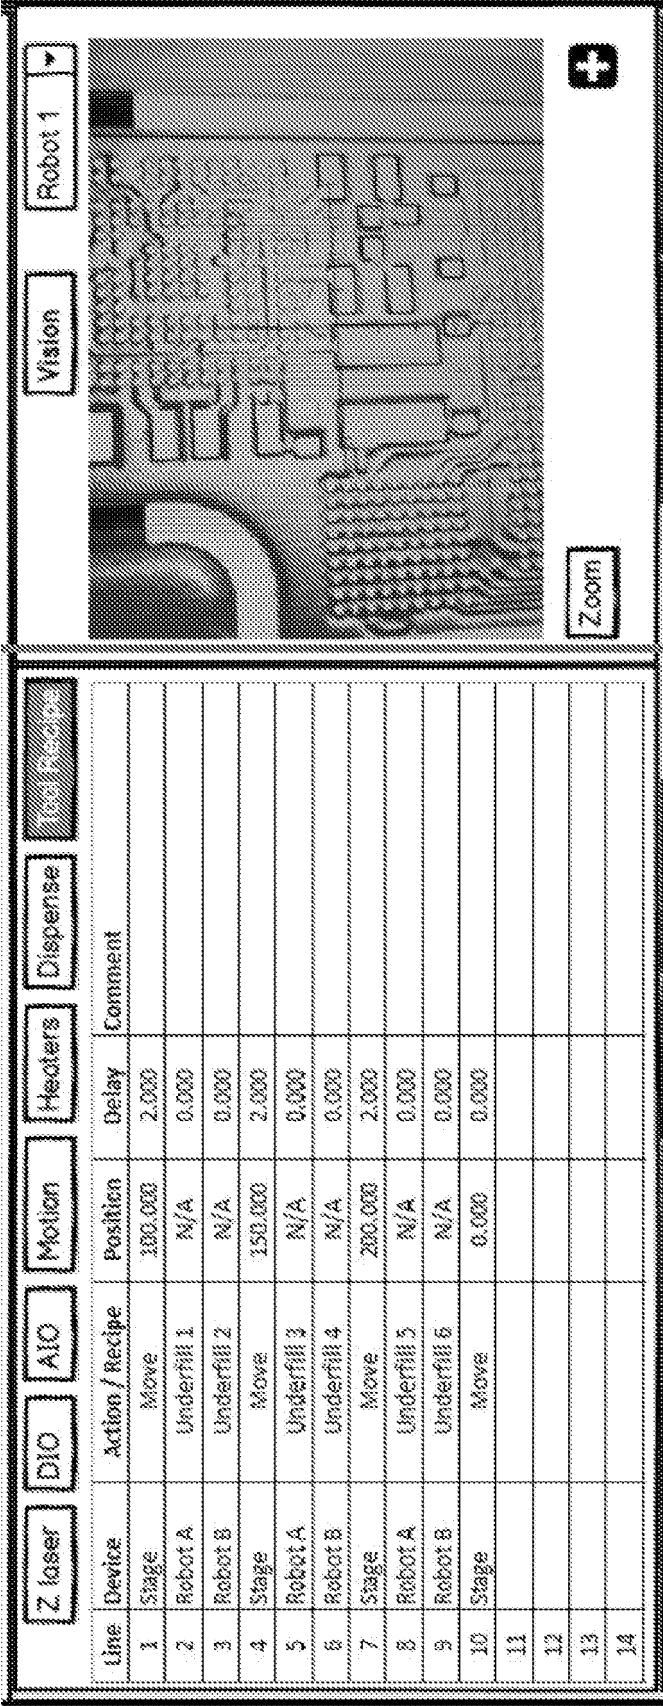 Z laser DIO AIO Motion Heaters Dispense Tool Recipe
Line Device Action / Recipe Position Delay Comment
1 Stage Move 100.000 2.000
2 Robot A Underfill 1 N/A 0.000
3 Robot B Underfill 2 N/A 0.000
4 Stage Move 150.000 2.000
5 Robot A Underfill 3 N/A 0.000
6 Robot B Underfill 4 N/A 0.000
7 Stage Move 200.000 2.000
8 Robot A Underfill 5 N/A 0.000
9 Robot B Underfill 6 N/A 0.000
10 Stage Move 0.000 0.000
11
12
13
14
Vision Robot 1
Zoom